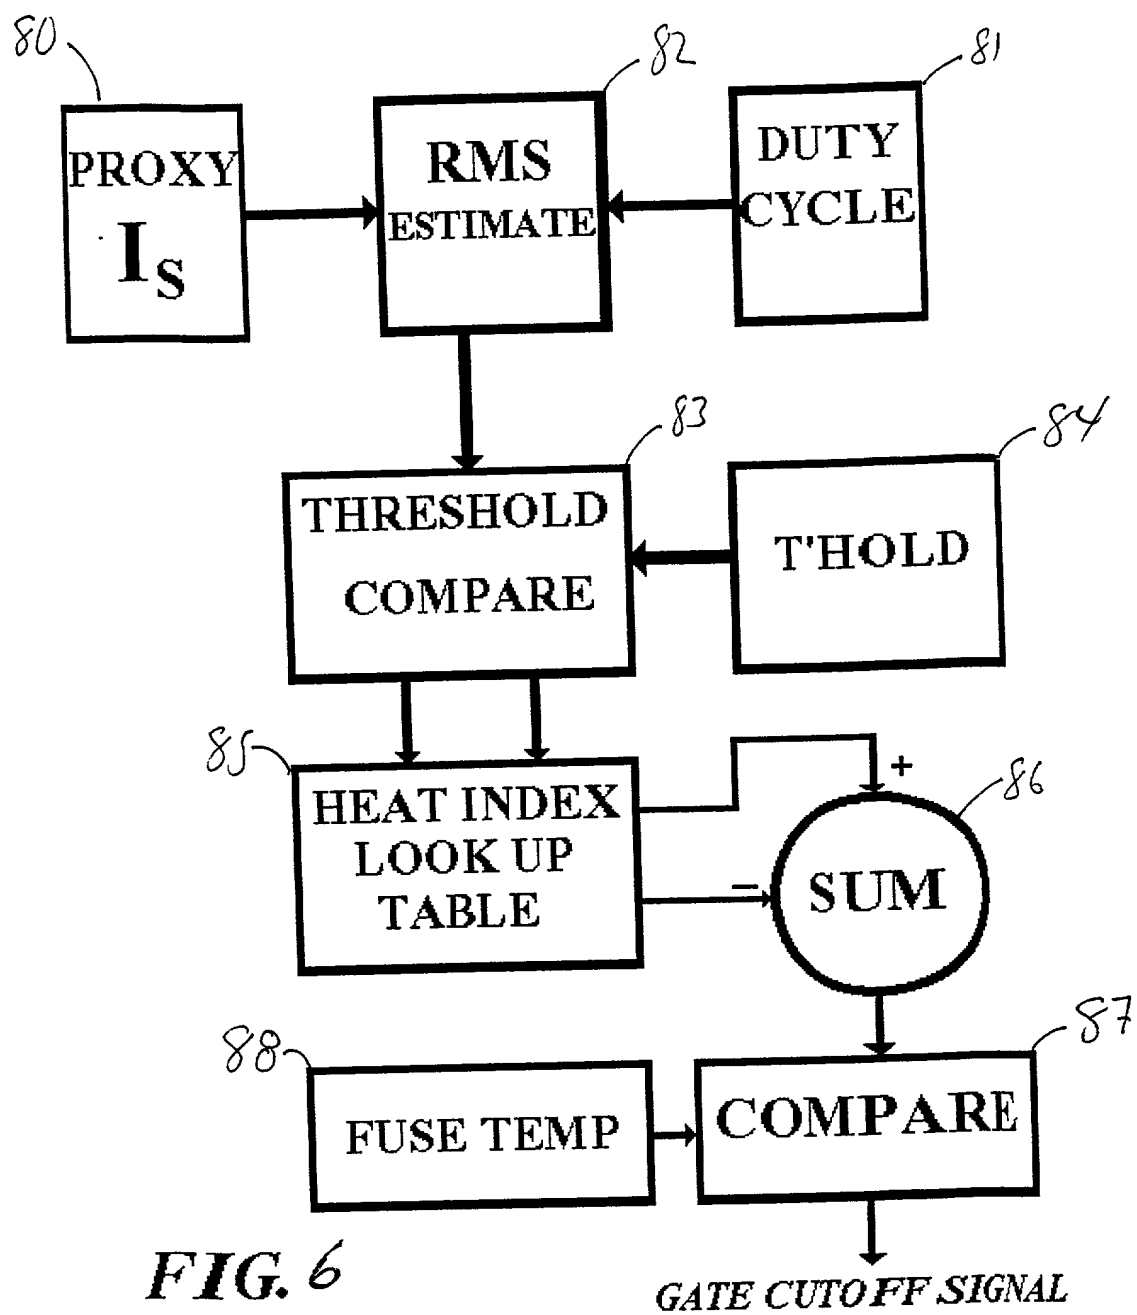 80
82
81
PROXY
I_S
RMS
ESTIMATE
DUTY
CYCLE
83
84
THRESHOLD
COMPARE
T'HOLD
85
HEAT INDEX
LOOK UP
TABLE
+
−
86
SUM
88
87
FUSE TEMP
COMPARE
FIG. 6
GATE CUTOFF SIGNAL